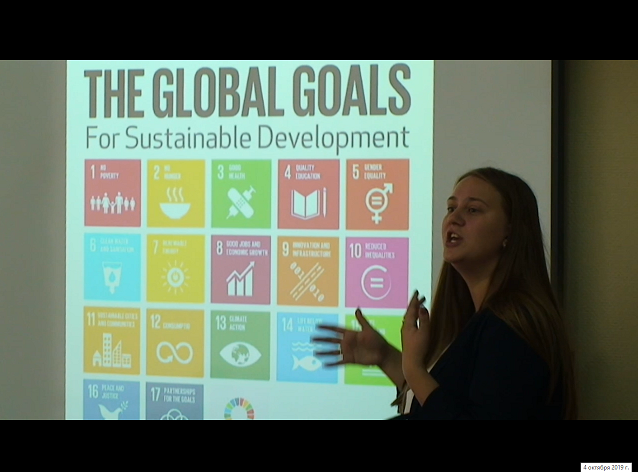 THE GLOBAL GOALS
For Sustainable Development
1 NO POVERTY
2 NO HUNGER
3 GOOD HEALTH
4 QUALITY EDUCATION
5 GENDER EQUALITY
6 CLEAN WATER AND SANITATION
7 RENEWABLE ENERGY
8 GOOD JOBS AND ECONOMIC GROWTH
9 INNOVATION AND INFRASTRUCTURE
10 REDUCED INEQUALITIES
11 SUSTAINABLE CITIES AND COMMUNITIES
12 CONSUMPTION
13 CLIMATE ACTION
14 LIFE BELOW WATER
16 PEACE AND JUSTICE
17 PARTNERSHIPS FOR THE GOALS
4 октября 2019 г.